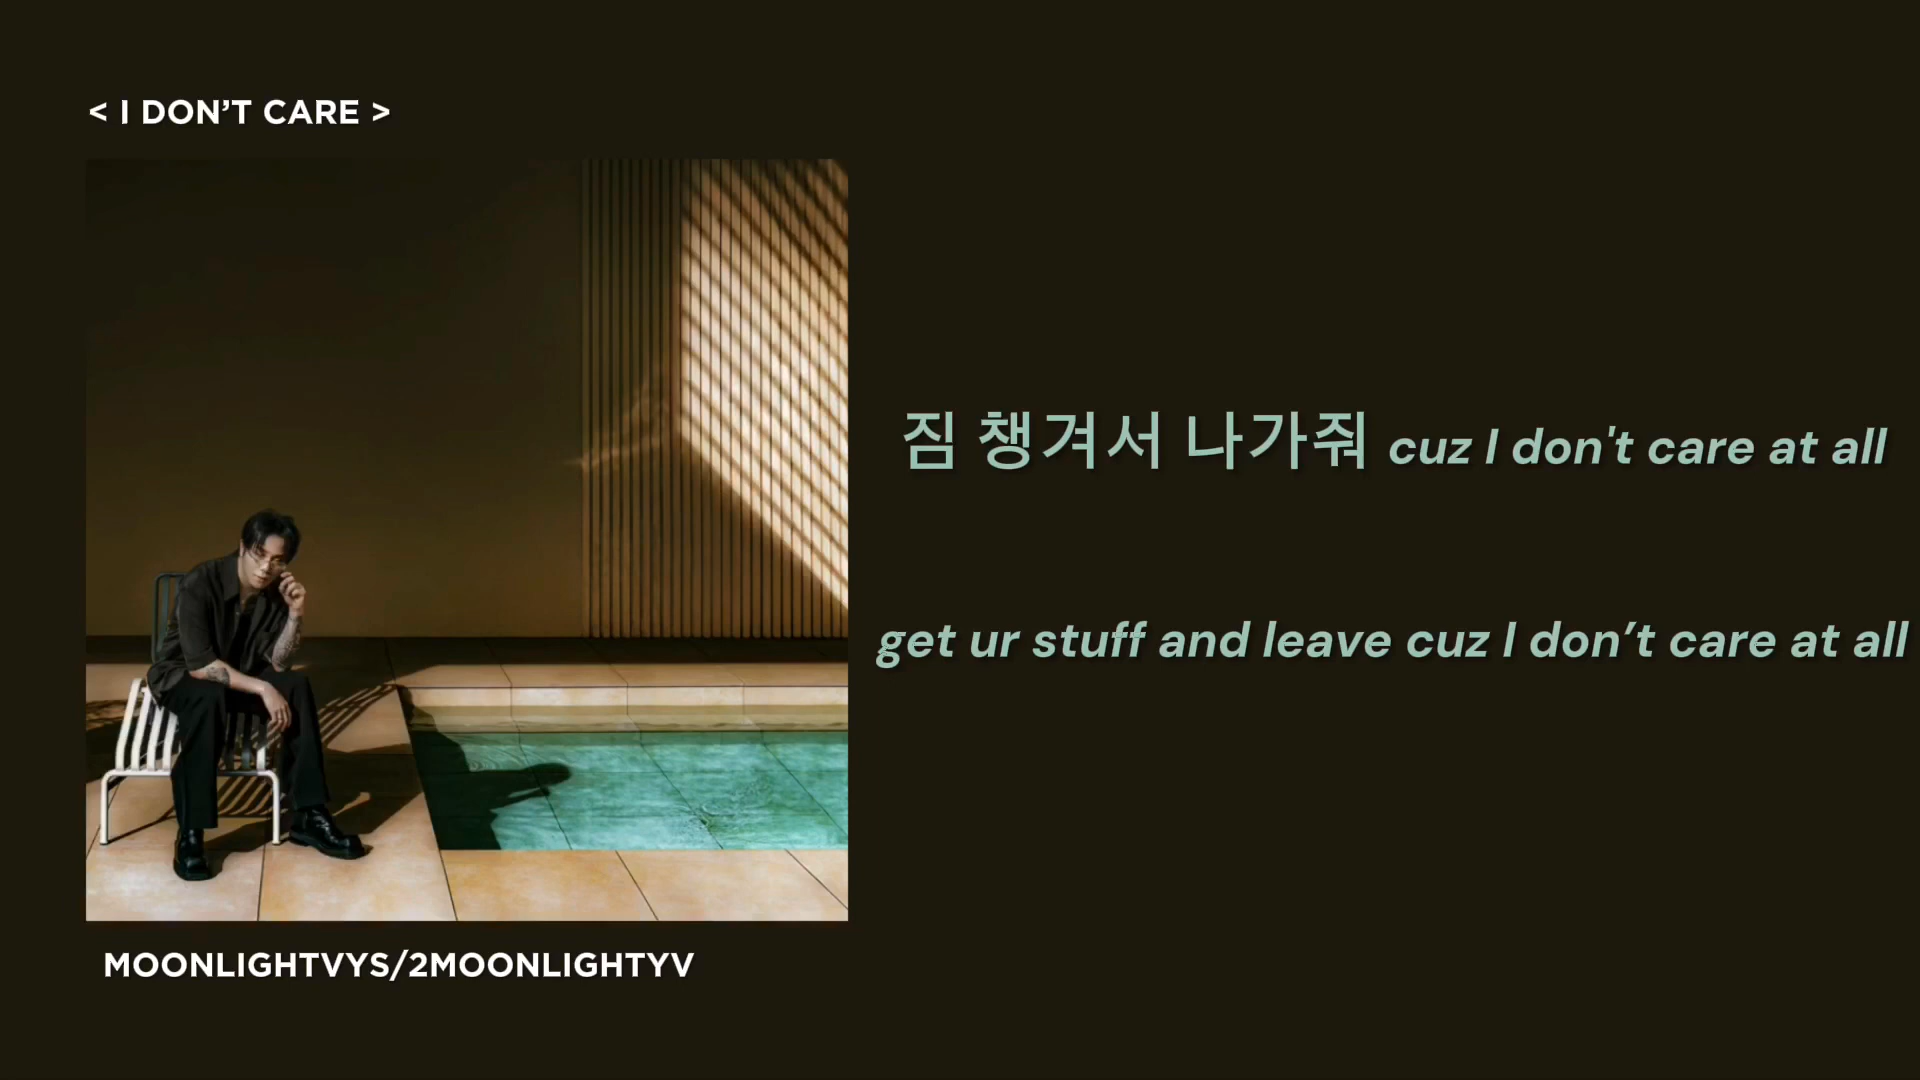 < I DON’T CARE >
짐 챙겨서 나가줘 cuz I don't care at all
get ur stuff and leave cuz I don’t care at all
MOONLIGHTVYS/2MOONLIGHTYV